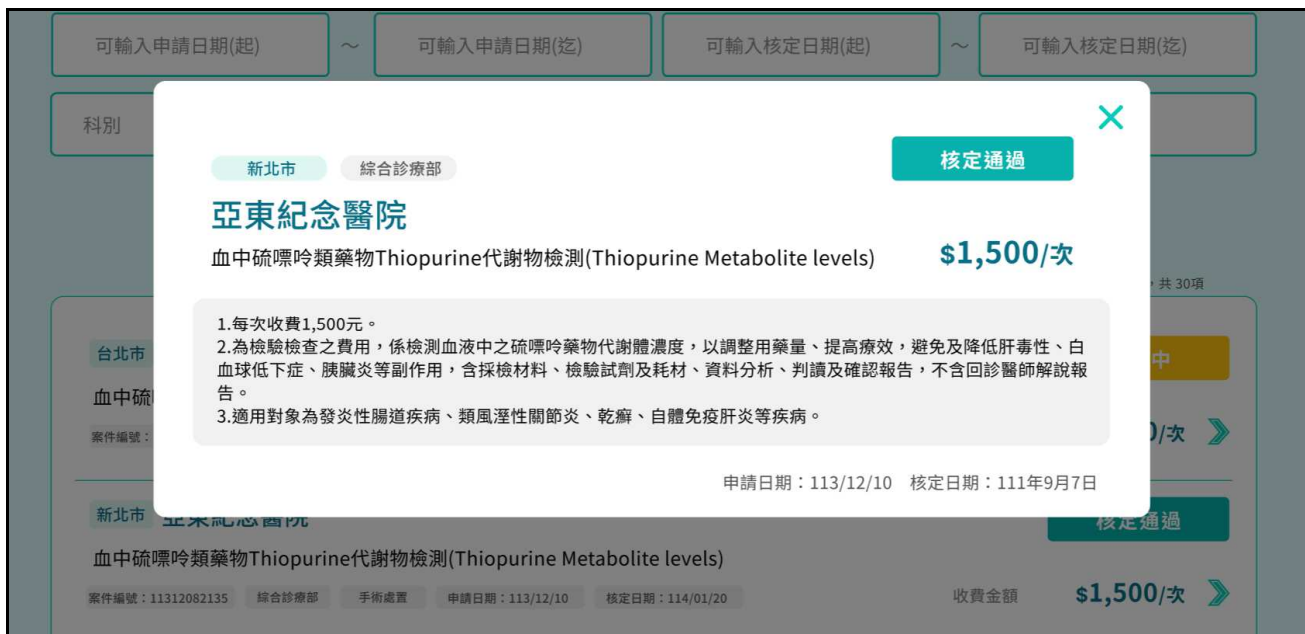 可輸入申請日期(起)
～
可輸入申請日期(迄)
可輸入核定日期(起)
～
可輸入核定日期(迄)
科別
新北市
綜合診療部
核定通過
亞東紀念醫院
血中硫嘌呤類藥物Thiopurine代謝物檢測(Thiopurine Metabolite levels)
$1,500/次
1.每次收費1,500元。
2.為檢驗檢查之費用，係檢測血液中之硫嘌呤藥物代謝體濃度，以調整用藥量、提高療效，避免及降低肝毒性、白
血球低下症、胰臟炎等副作用，含採檢材料、檢驗試劑及耗材、資料分析、判讀及確認報告，不含回診醫師解說報
告。
3.適用對象為發炎性腸道疾病、類風溼性關節炎、乾癬、自體免疫肝炎等疾病。
申請日期：113/12/10 核定日期：111年9月7日
，共 30項
台北市
中
血中硫
案件編號：
/次
新北市
亞東紀念醫院
核定通過
血中硫嘌呤類藥物Thiopurine代謝物檢測(Thiopurine Metabolite levels)
案件編號：11312082135 綜合診療部 手術處置 申請日期：113/12/10 核定日期：114/01/20
收費金額
$1,500/次